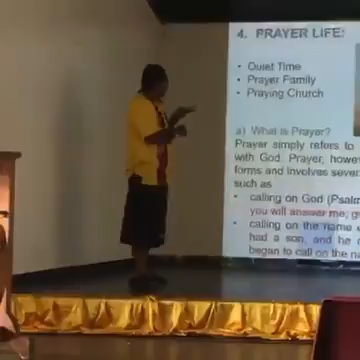 4. PRAYER LIFE:
• Quiet Time
• Prayer Family
• Praying Church
a) What is Prayer?
Prayer simply refers to
with God. Prayer, howe
forms and involves seve
such as
• calling on God (Psalm
you will answer me; g
• calling on the name o
had a son, and he n
began to call on the na